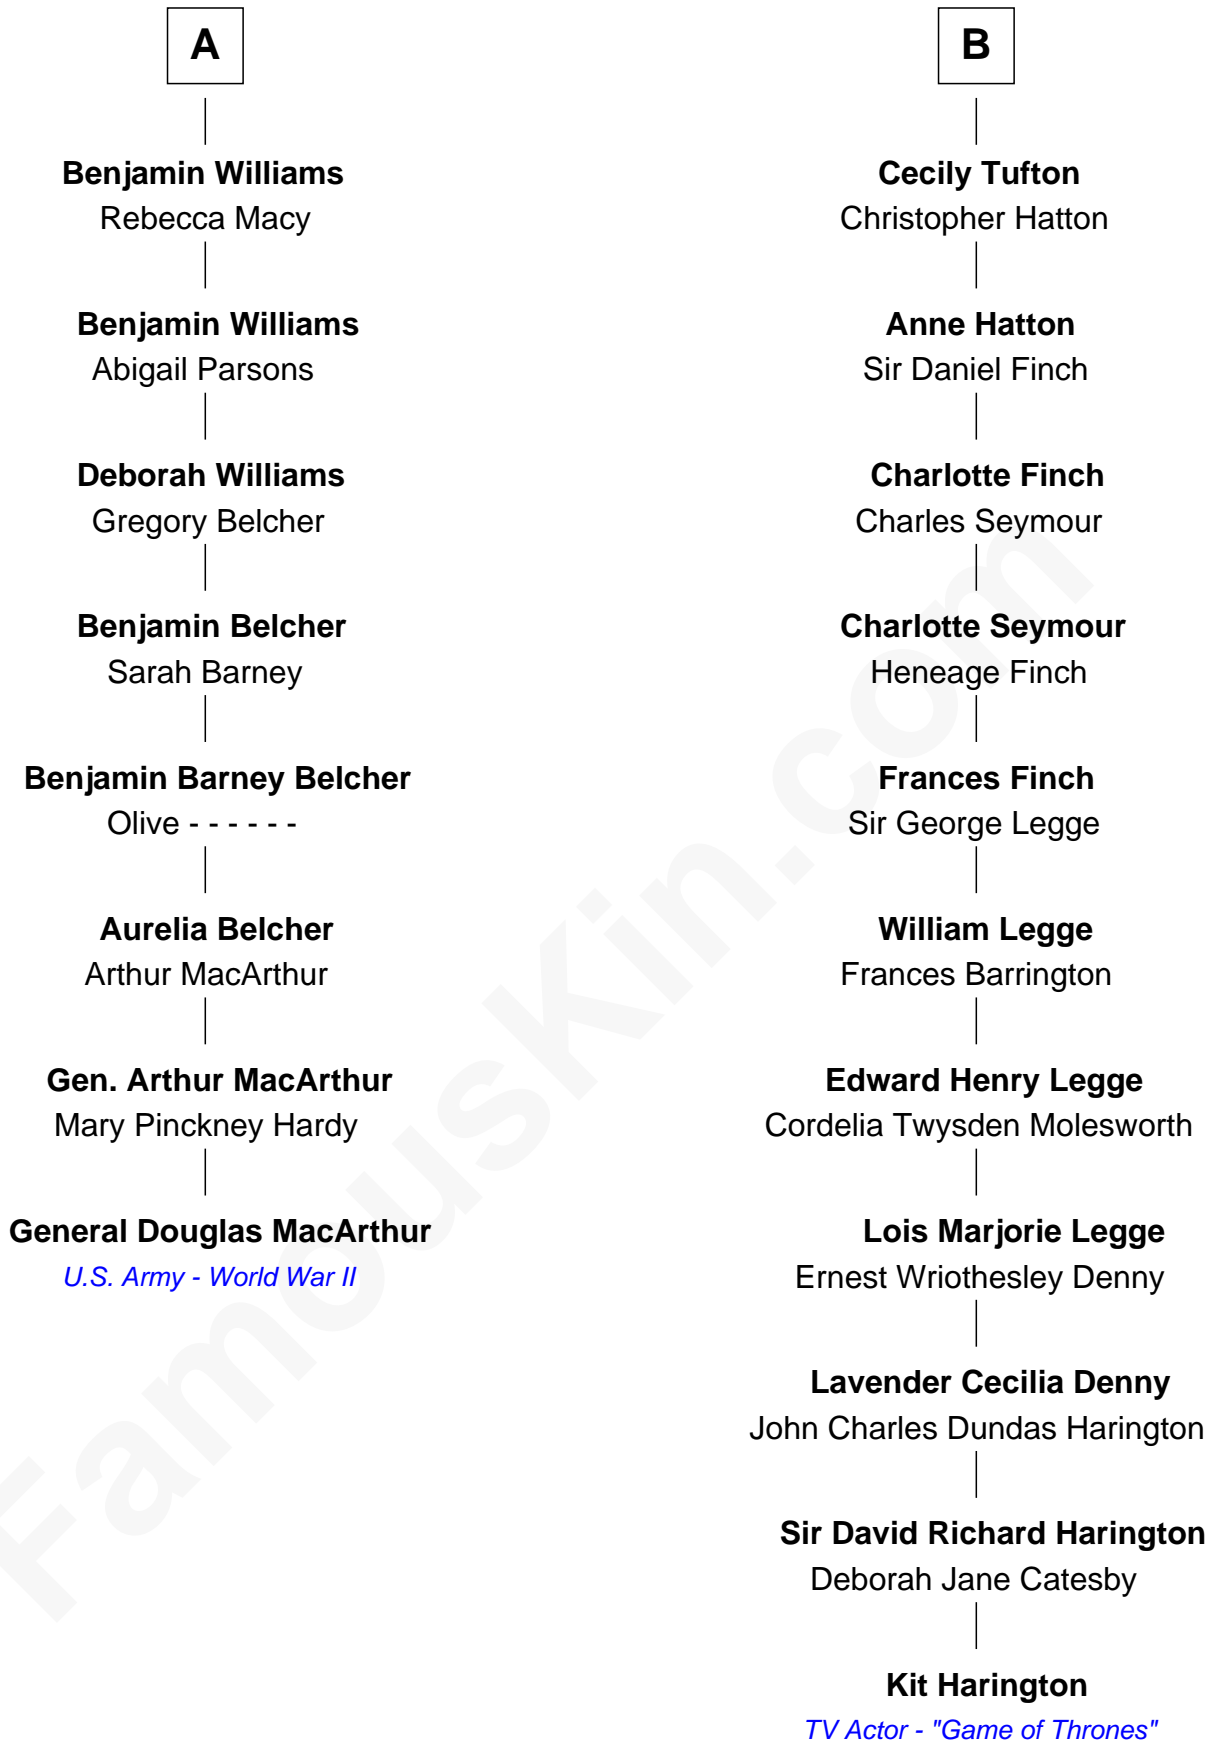 A
Benjamin Williams
Rebecca Macy
Benjamin Williams
Abigail Parsons
Deborah Williams
Gregory Belcher
Benjamin Belcher
Sarah Barney
Benjamin Barney Belcher
Olive - - - - - -
Aurelia Belcher
Arthur MacArthur
Gen. Arthur MacArthur
Mary Pinckney Hardy
General Douglas MacArthur
U.S. Army - World War II
B
Cecily Tufton
Christopher Hatton
Anne Hatton
Sir Daniel Finch
Charlotte Finch
Charles Seymour
Charlotte Seymour
Heneage Finch
Frances Finch
Sir George Legge
William Legge
Frances Barrington
Edward Henry Legge
Cordelia Twysden Molesworth
Lois Marjorie Legge
Ernest Wriothesley Denny
Lavender Cecilia Denny
John Charles Dundas Harington
Sir David Richard Harington
Deborah Jane Catesby
Kit Harington
TV Actor - "Game of Thrones"
FamousKin.com